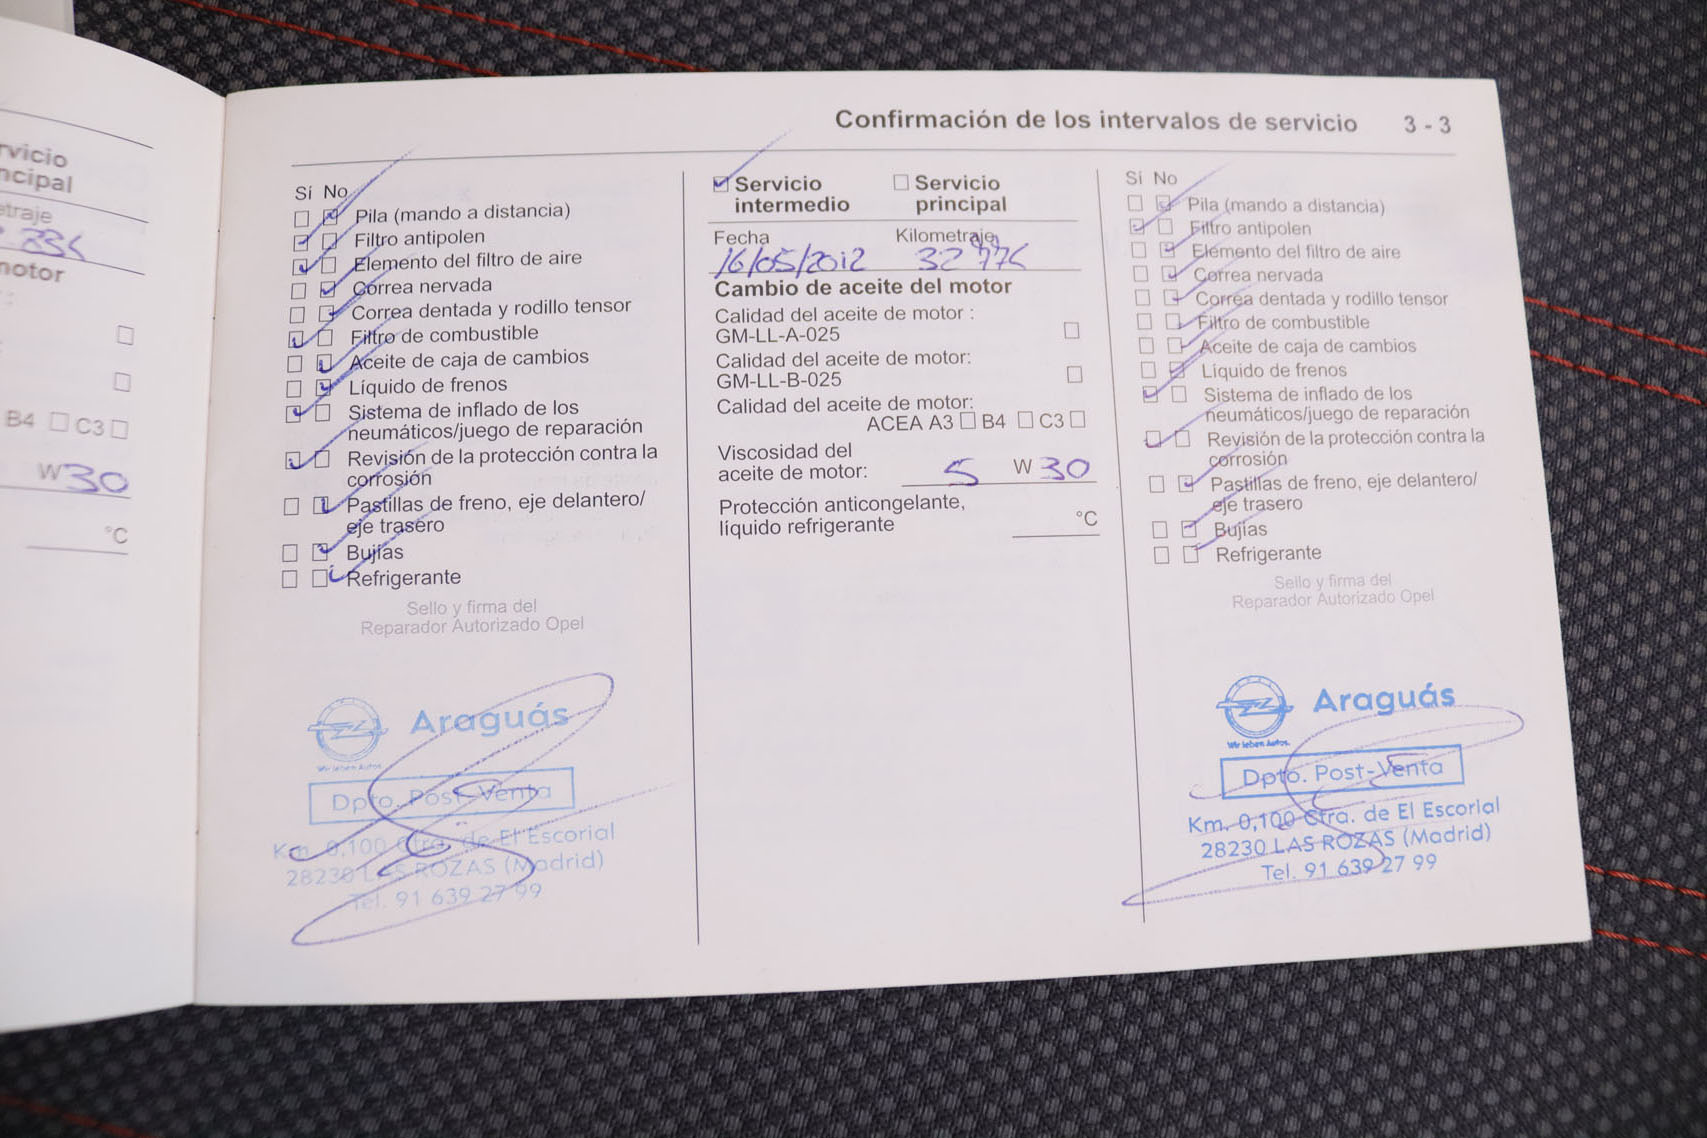 rvicio
ncipal
etraje
334
motor
B4 C3
W 30
°C
Confirmación de los intervalos de servicio 3 - 3
Sí No
Pila (mando a distancia)
Filtro antipolen
Elemento del filtro de aire
Correa nervada
Correa dentada y rodillo tensor
Filtro de combustible
Aceite de caja de cambios
Líquido de frenos
Sistema de inflado de los
neumáticos/juego de reparación
Revisión de la protección contra la
corrosión
Pastillas de freno, eje delantero/
eje trasero
Bujías
Refrigerante
Sello y firma del
Reparador Autorizado Opel
Araguás
Wir leben Autos.
Dpto. Post-Venta
Km. 0,100 Ctra. de El Escorial
28230 LAS ROZAS (Madrid)
Tel. 91 639 27 99
Servicio intermedio
Servicio principal
Fecha Kilometraje
16/05/2012 32
Cambio de aceite del motor
Calidad del aceite de motor :
GM-LL-A-025
Calidad del aceite de motor:
GM-LL-B-025
Calidad del aceite de motor:
ACEA A3 B4 C3
Viscosidad del
aceite de motor: 5 W 30
Protección anticongelante,
líquido refrigerante °C
Sí No
Pila (mando a distancia)
Filtro antipolen
Elemento del filtro de aire
Correa nervada
Correa dentada y rodillo tensor
Filtro de combustible
Aceite de caja de cambios
Líquido de frenos
Sistema de inflado de los
neumáticos/juego de reparación
Revisión de la protección contra la
corrosión
Pastillas de freno, eje delantero/
eje trasero
Bujías
Refrigerante
Sello y firma del
Reparador Autorizado Opel
Araguás
Wir leben Autos.
Dpto. Post-Venta
Km. 0,100 Ctra. de El Escorial
28230 LAS ROZAS (Madrid)
Tel. 91 639 27 99